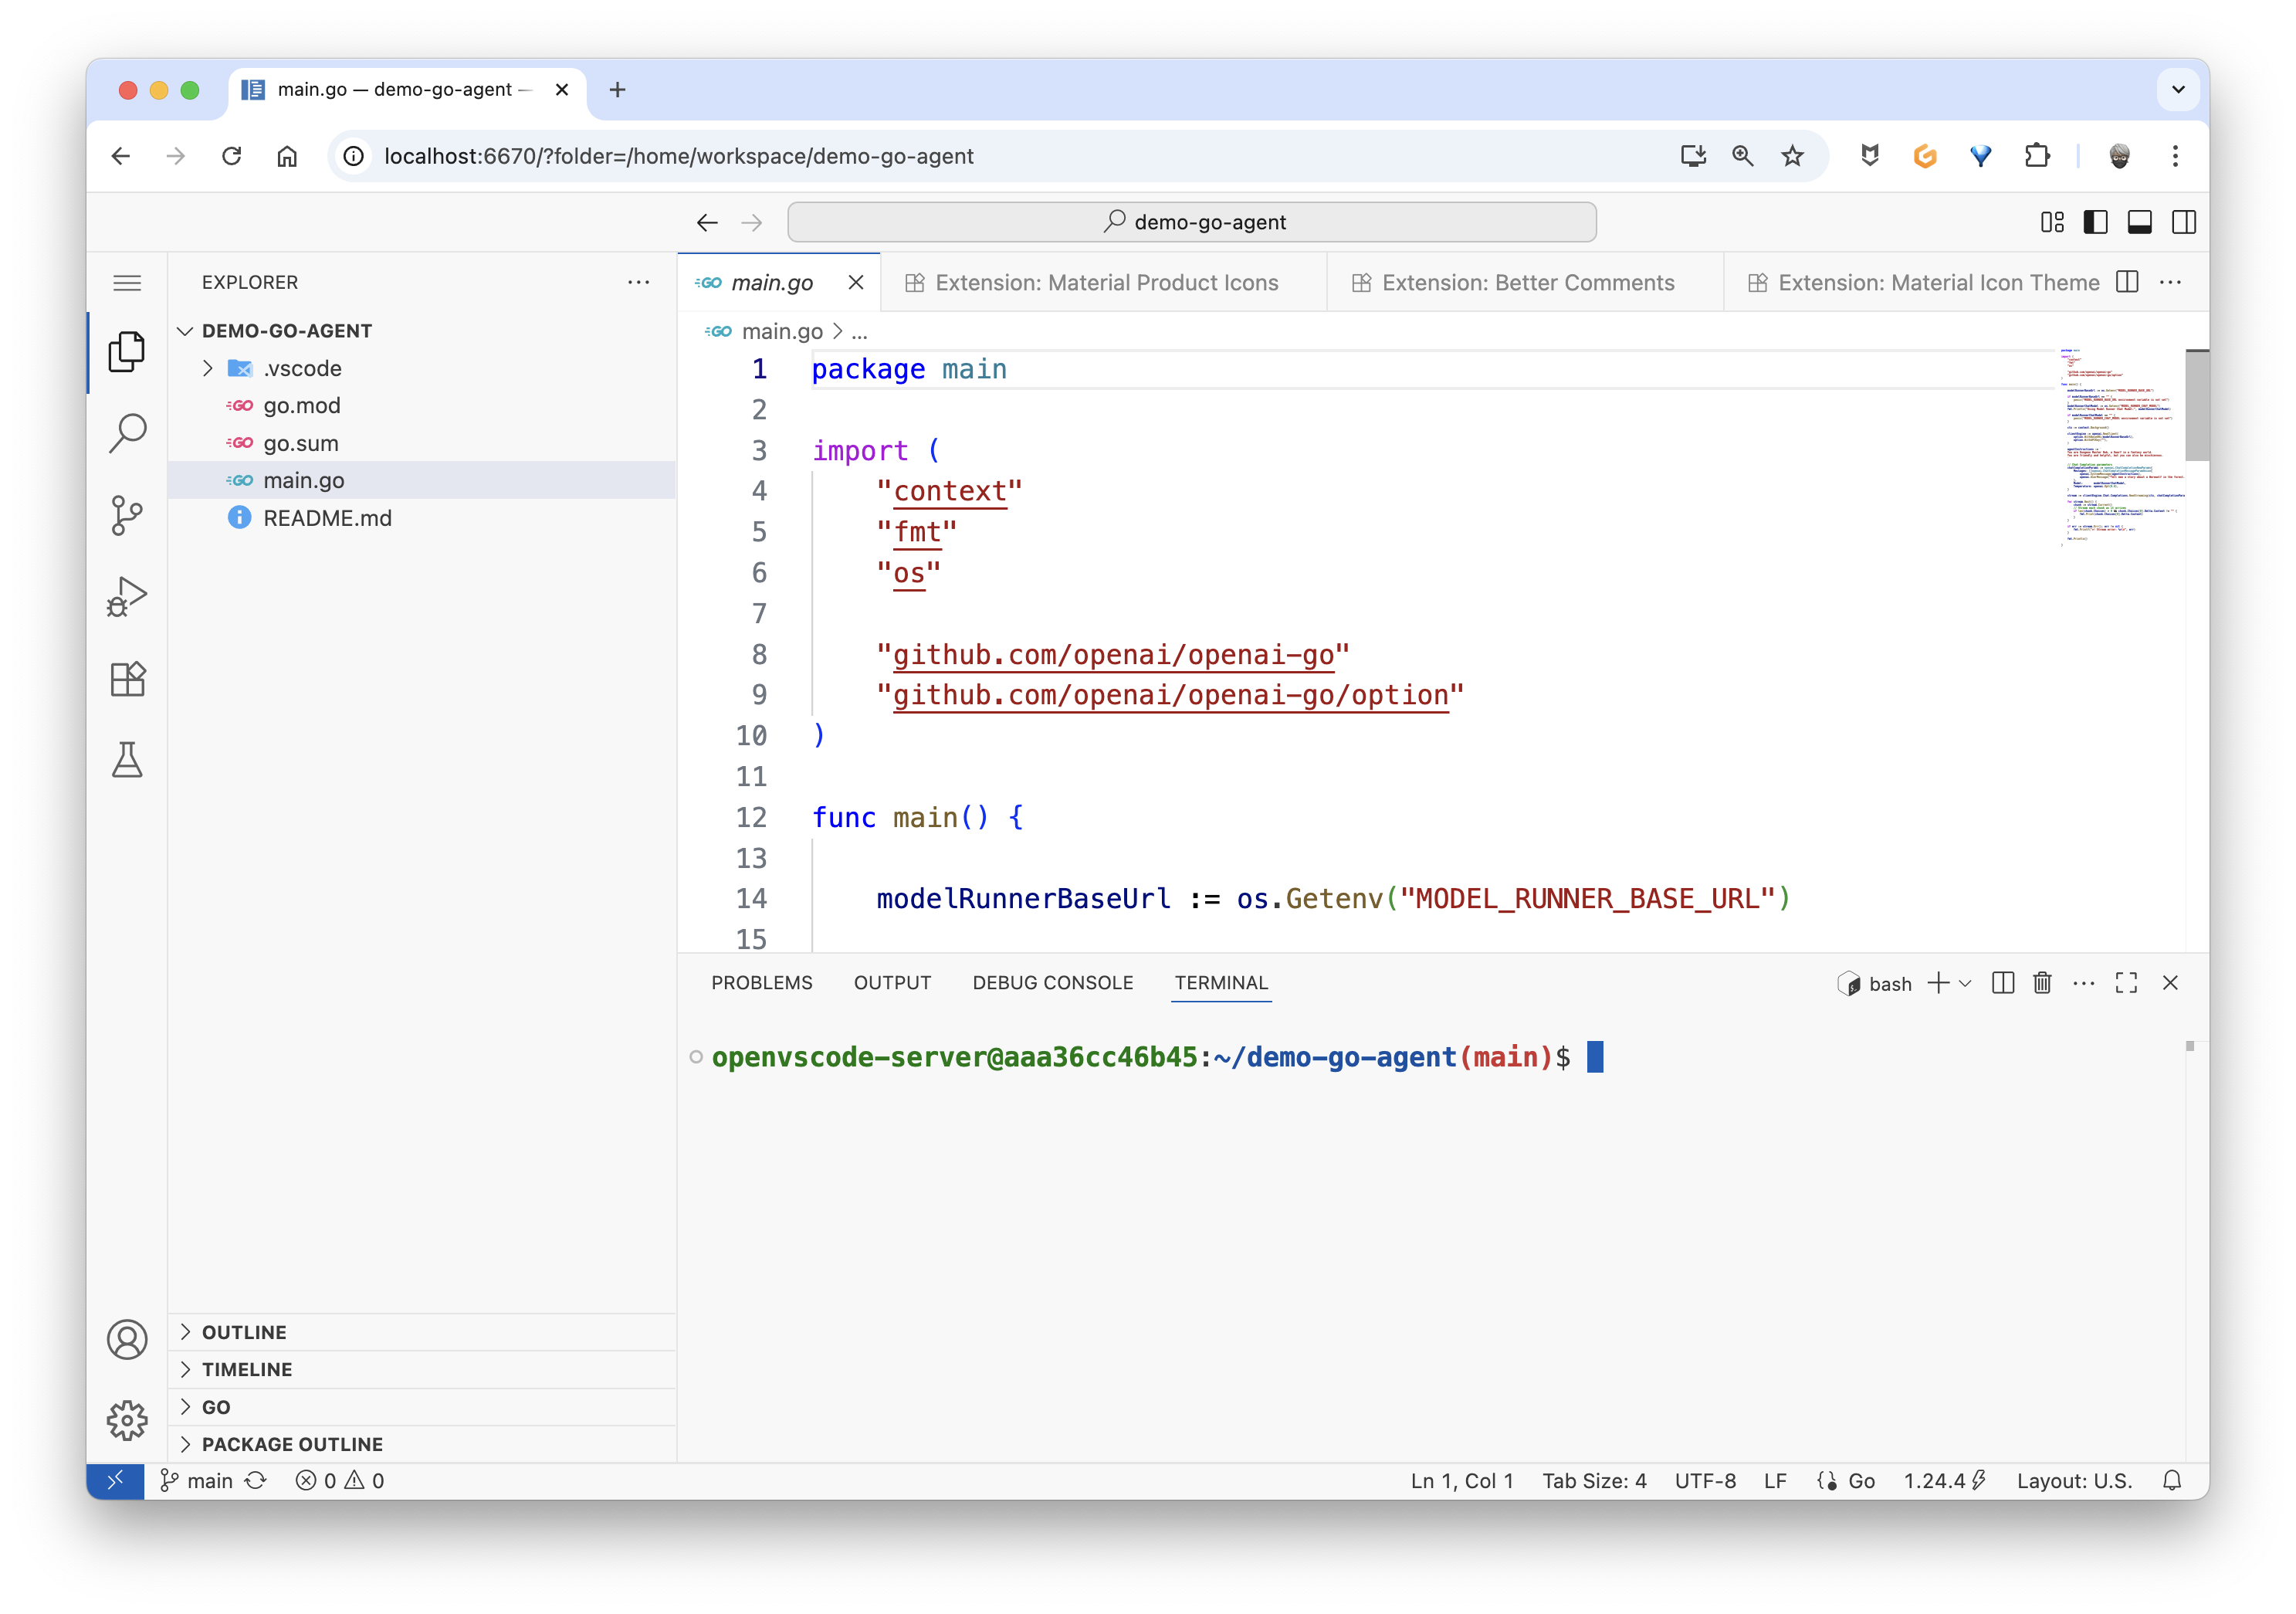 main.go — demo-go-agent —
localhost:6670/?folder=/home/workspace/demo-go-agent
demo-go-agent
EXPLORER
DEMO-GO-AGENT
.vscode
go.mod
go.sum
main.go
README.md
OUTLINE
TIMELINE
GO
PACKAGE OUTLINE
main.go
Extension: Material Product Icons
Extension: Better Comments
Extension: Material Icon Theme
main.go > ...
1 package main
2
3 import (
4 "context"
5 "fmt"
6 "os"
7
8 "github.com/openai/openai-go"
9 "github.com/openai/openai-go/option"
10 )
11
12 func main() {
13
14 modelRunnerBaseUrl := os.Getenv("MODEL_RUNNER_BASE_URL")
15
PROBLEMS OUTPUT DEBUG CONSOLE TERMINAL
bash
openvscode-server@aaa36cc46b45:~/demo-go-agent(main)$
main 0 0
Ln 1, Col 1 Tab Size: 4 UTF-8 LF Go 1.24.4 Layout: U.S.